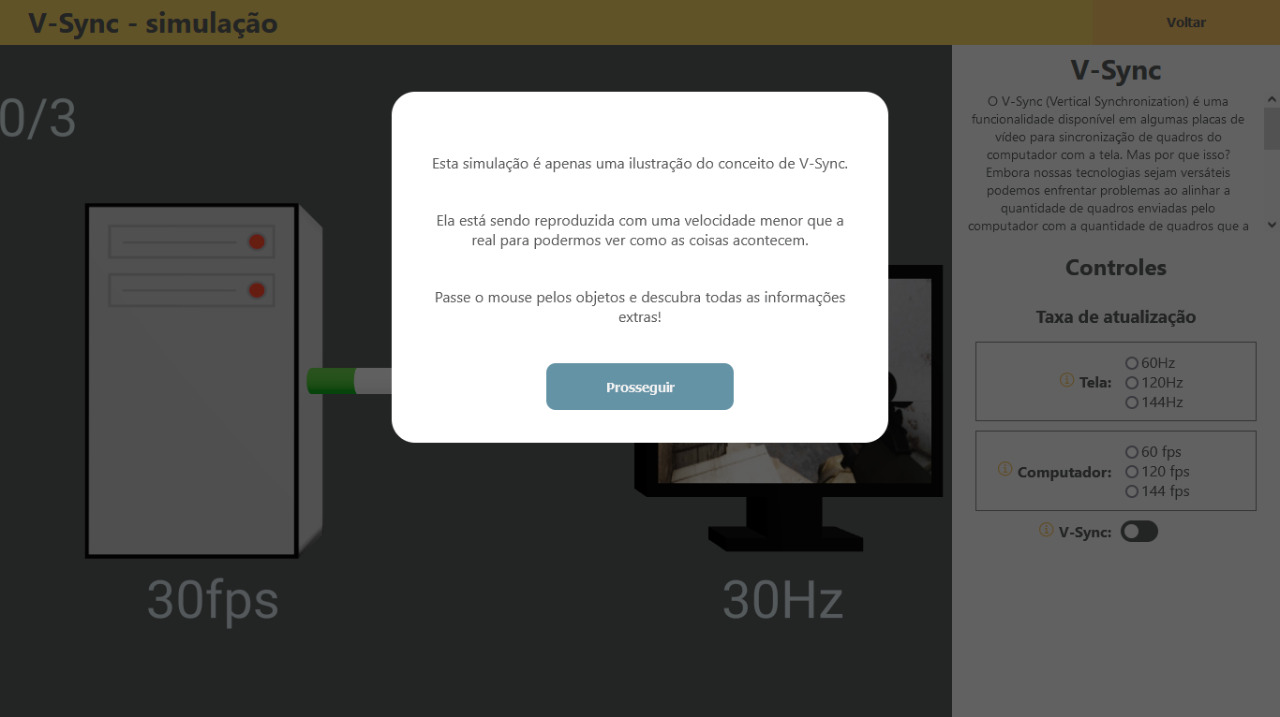 V-Sync - simulação
Voltar
0/3
30fps
30Hz
Esta simulação é apenas uma ilustração do conceito de V-Sync.
Ela está sendo reproduzida com uma velocidade menor que a
real para podermos ver como as coisas acontecem.
Passe o mouse pelos objetos e descubra todas as informações
extras!
Prosseguir
V-Sync
O V-Sync (Vertical Synchronization) é uma
funcionalidade disponível em algumas placas de
vídeo para sincronização de quadros do
computador com a tela. Mas por que isso?
Embora nossas tecnologias sejam versáteis
podemos enfrentar problemas ao alinhar a
quantidade de quadros enviadas pelo
computador com a quantidade de quadros que a
Controles
Taxa de atualização
Tela:
60Hz
120Hz
144Hz
Computador:
60 fps
120 fps
144 fps
V-Sync: